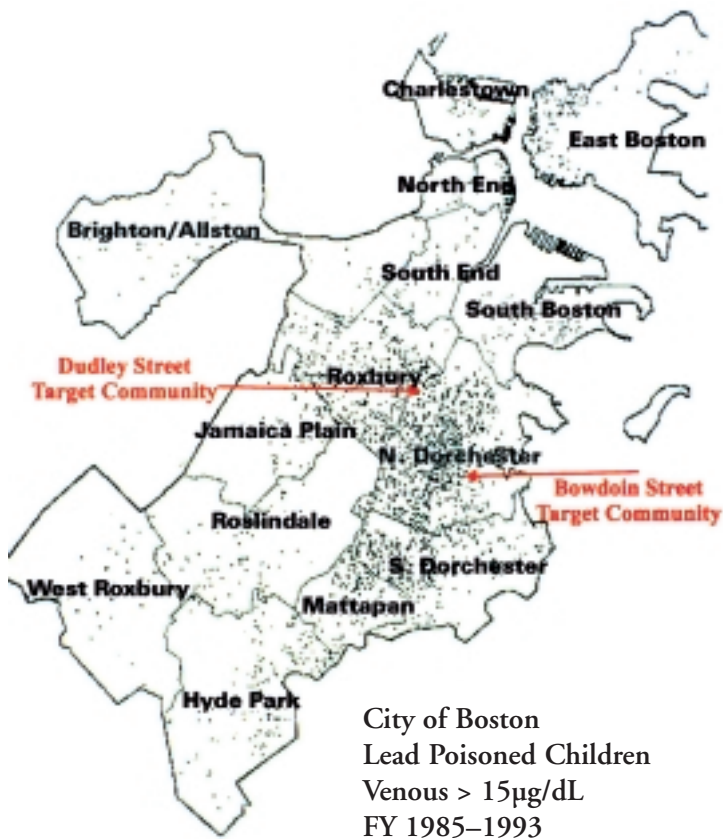 Charlestown
East Boston
North End
Brighton/Allston
South End
South Boston
Dudley Street
Target Community
Roxbury
Jamaica Plain
N. Dorchester
Bowdoin Street
Target Community
Roslindale
S. Dorchester
West Roxbury
Mattapan
Hyde Park
City of Boston
Lead Poisoned Children
Venous > 15µg/dL
FY 1985–1993